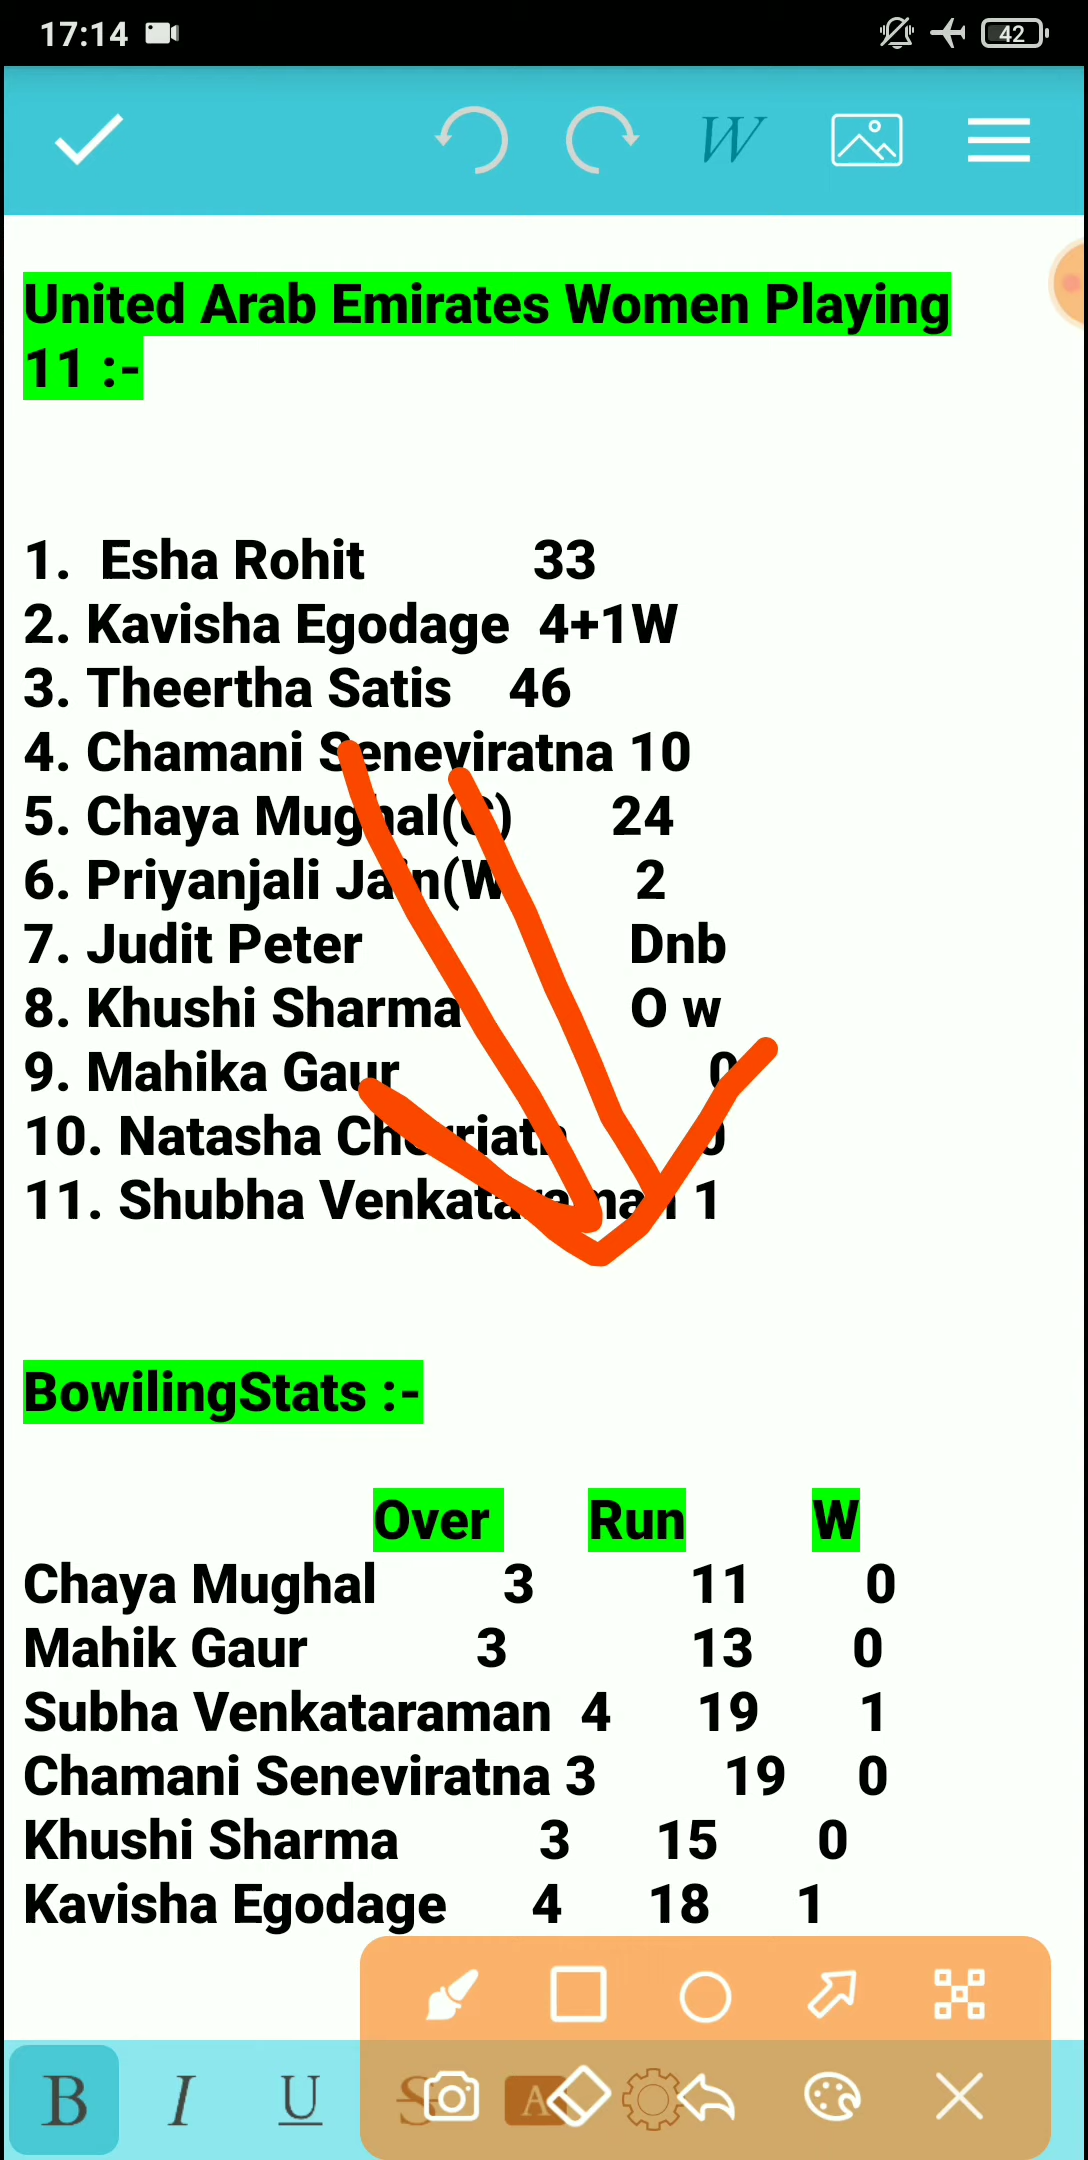 17:14
42
W
United Arab Emirates Women Playing
11 :-
1. Esha Rohit 33
2. Kavisha Egodage 4+1W
3. Theertha Satis 46
4. Chamani Seneviratna 10
5. Chaya Mughal(C) 24
6. Priyanjali Jain(W 2
7. Judit Peter Dnb
8. Khushi Sharma O w
9. Mahika Gaur 0
10. Natasha 0
11. Shubha Venkataraman 1
BowilingStats :-
Over Run W
Chaya Mughal 3 11 0
Mahik Gaur 3 13 0
Subha Venkataraman 4 19 1
Chamani Seneviratna 3 19 0
Khushi Sharma 3 15 0
Kavisha Egodage 4 18 1
B I U S A